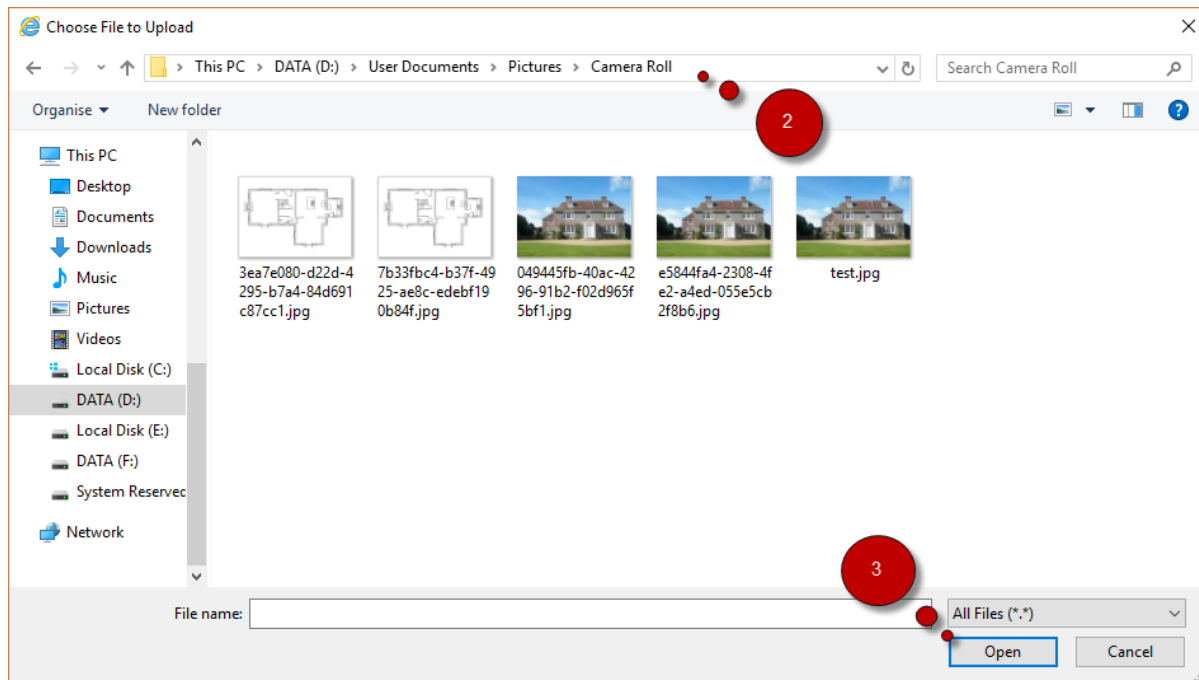 Choose File to Upload
This PC > DATA (D:) > User Documents > Pictures > Camera Roll
Search Camera Roll
2
Organise
New folder
This PC
Desktop
Documents
Downloads
Music
Pictures
Videos
Local Disk (C:)
DATA (D:)
Local Disk (E:)
DATA (F:)
System Reserved
Network
3ea7e080-d22d-4
295-b7a4-84d691
c87cc1.jpg
7b33fbc4-b37f-49
25-ae8c-edebf19
0b84f.jpg
049445fb-40ac-42
96-91b2-f02d965f
5bf1.jpg
e5844fa4-2308-4f
e2-a4ed-055e5cb
2f8b6.jpg
test.jpg
3
File name:
All Files (*.*)
Open
Cancel